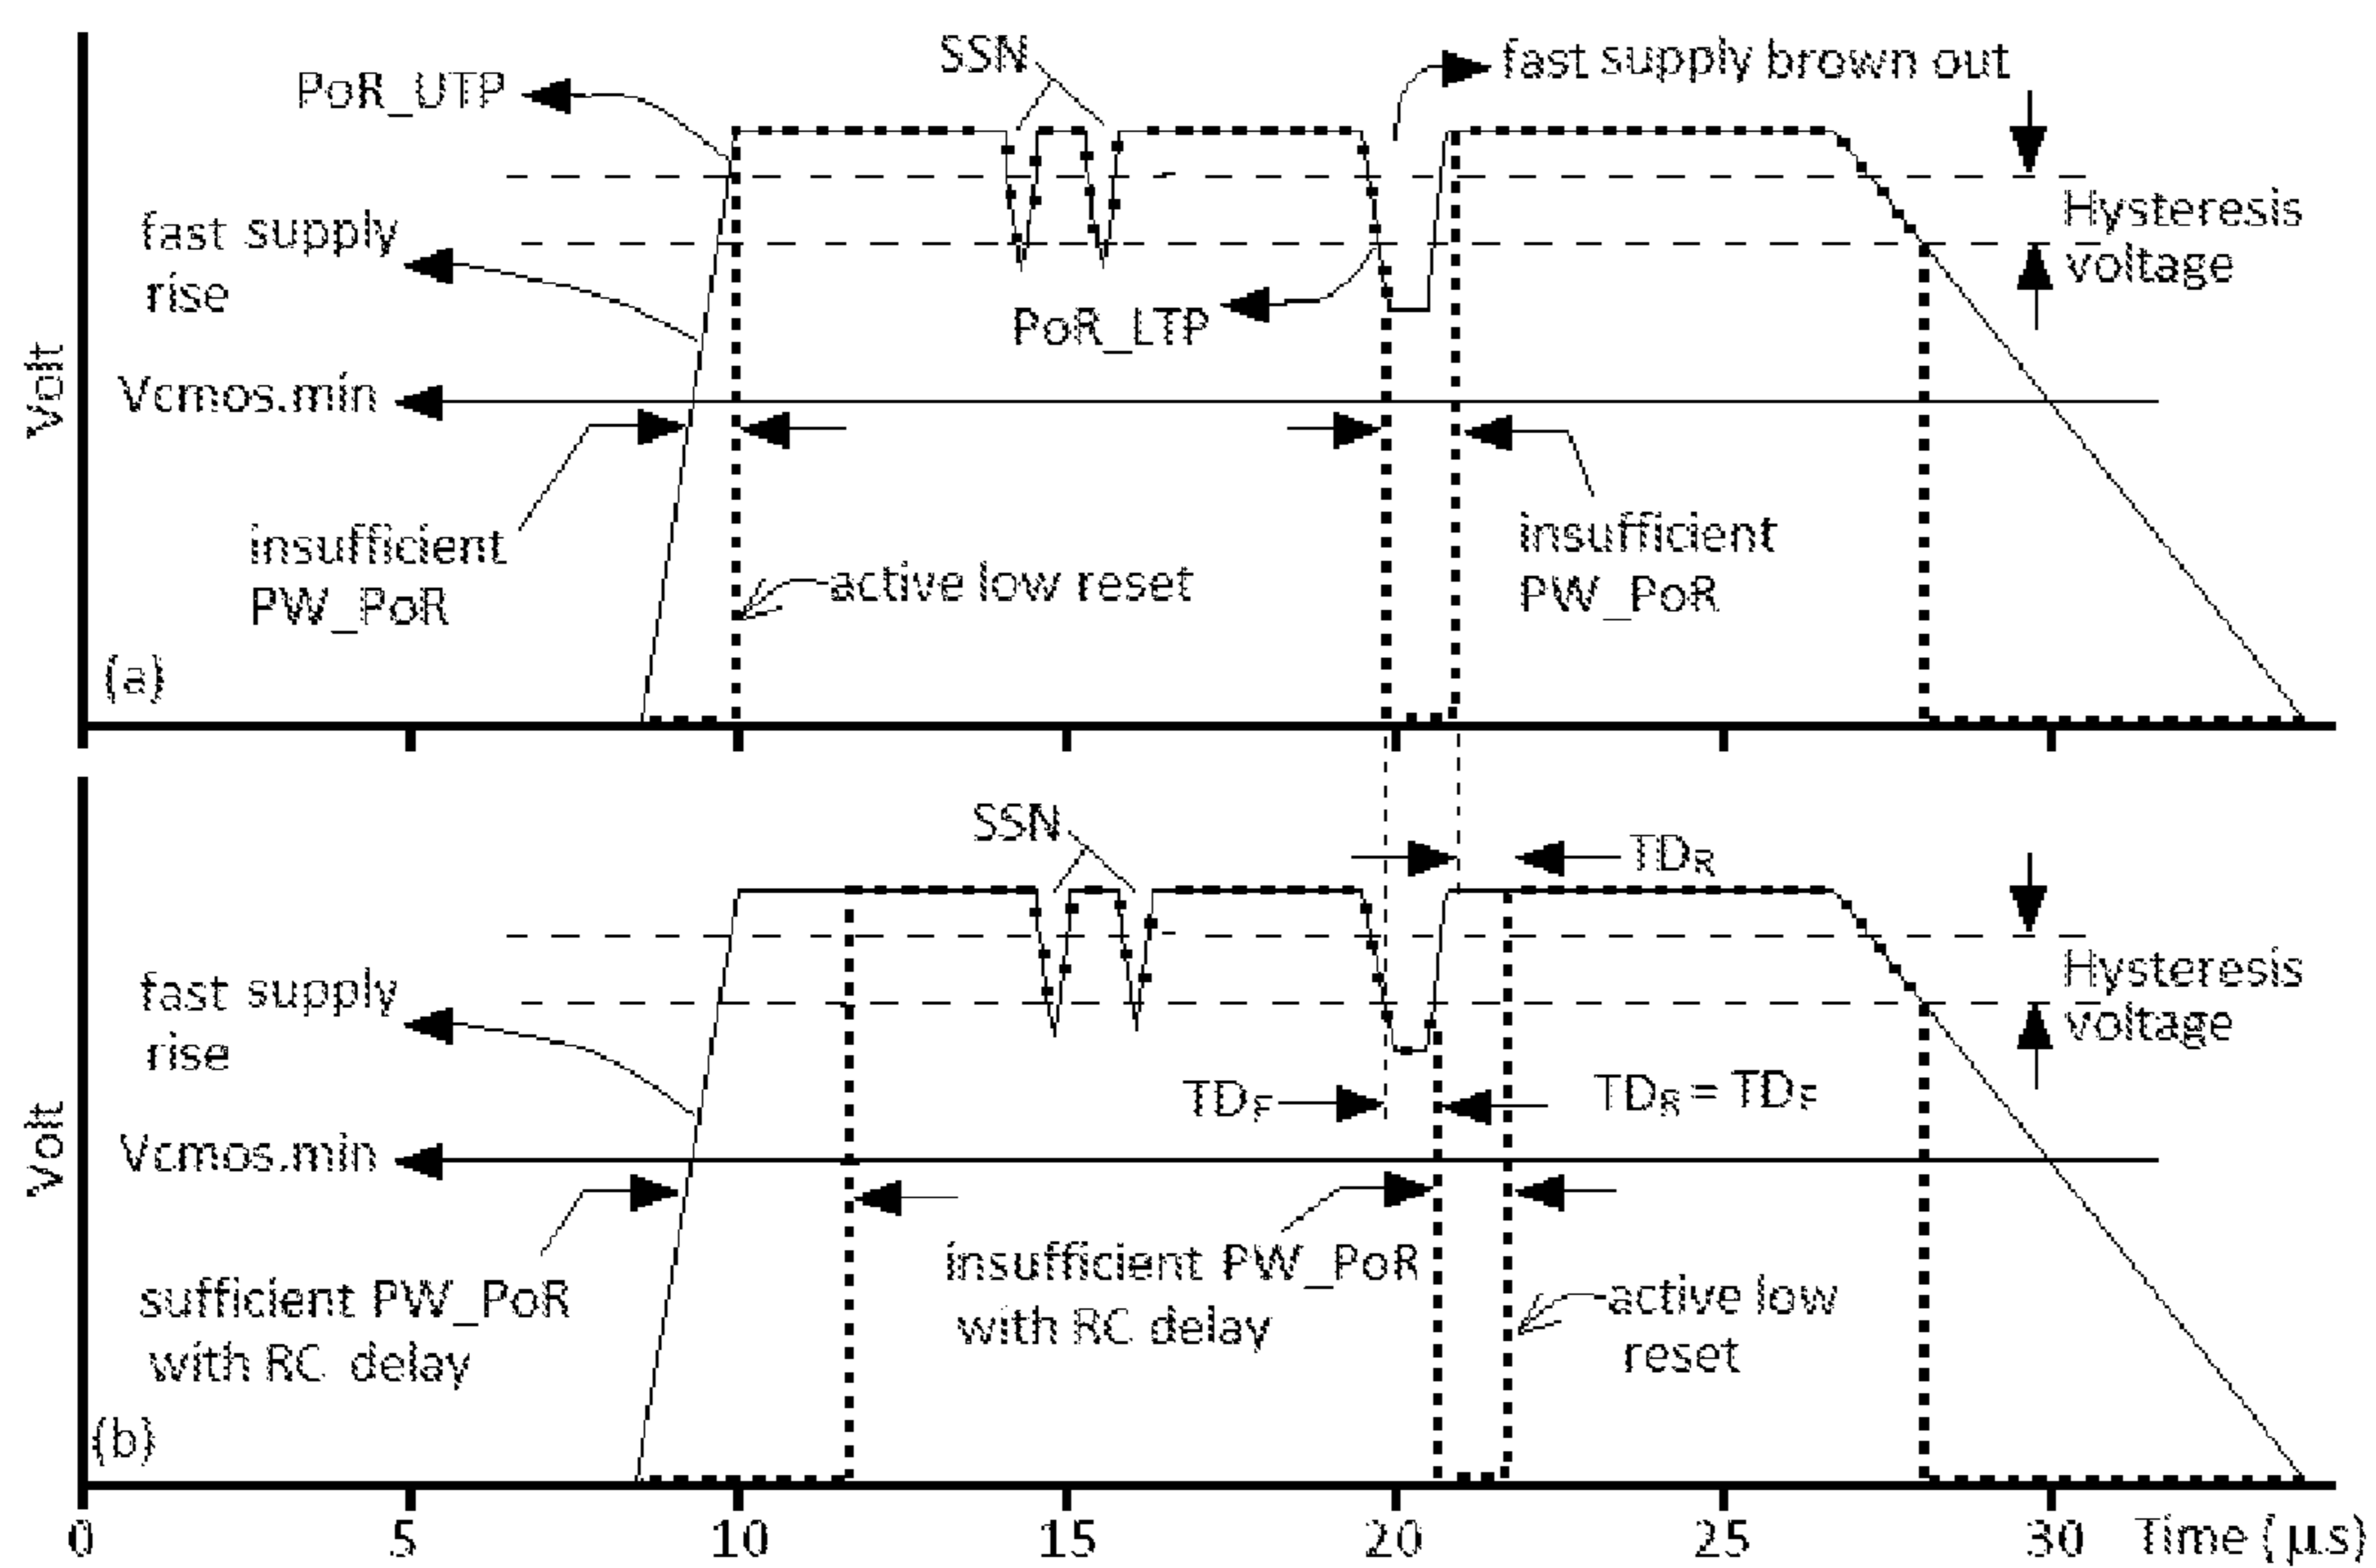 SSN
fast supply brown out
PoR_UTP
fast supply
rise
Hysteresis
voltage
PoR_LTP
Volt
Vcmos.min
insufficient
PW_PoR
active low reset
insufficient
PW_PoR
(a)
SSN
TDR
fast supply
rise
Hysteresis
voltage
TDF
TDR = TDF
Volt
Vcmos.min
sufficient PW_PoR
with RC delay
insufficient PW_PoR
with RC delay
active low
reset
(b)
0 5 10 15 20 25 30 Time (μs)